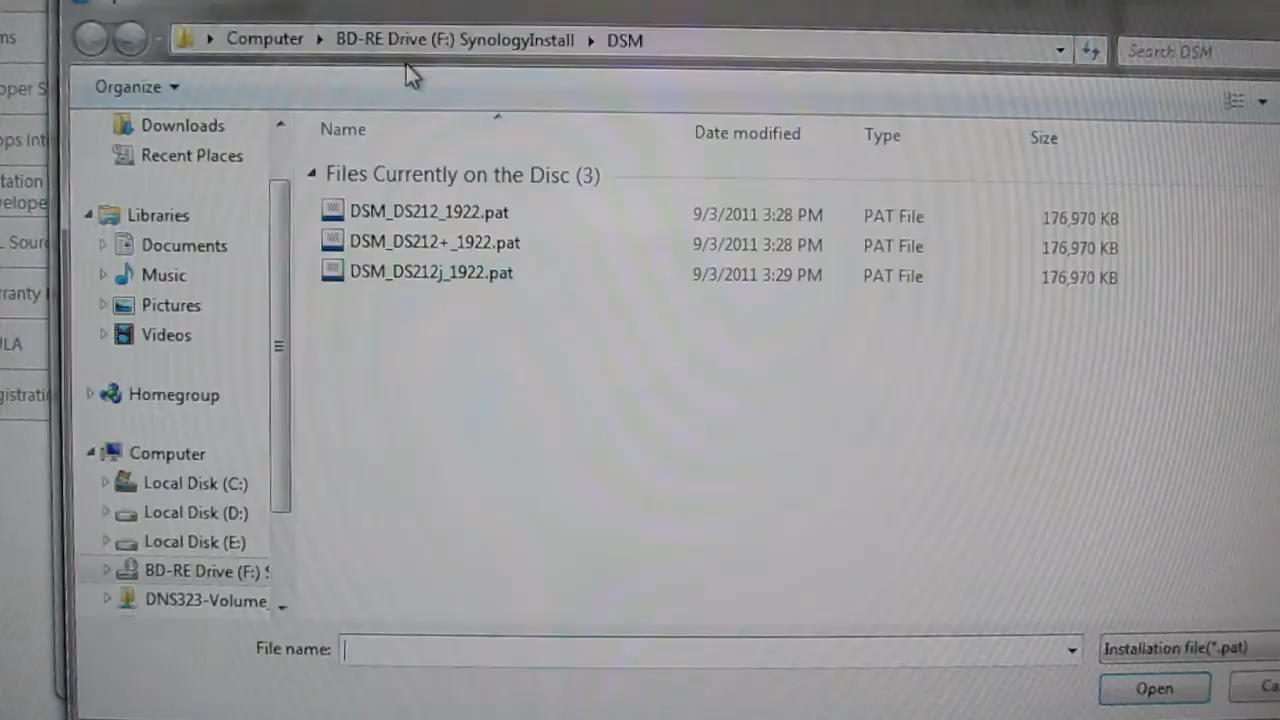 Computer ▸ BD-RE Drive (F:) SynologyInstall ▸ DSM
Search DSM
Organize
Downloads
Recent Places
Libraries
Documents
Music
Pictures
Videos
Homegroup
Computer
Local Disk (C:)
Local Disk (D:)
Local Disk (E:)
BD-RE Drive (F:)
DNS323-Volume_
Name Date modified Type Size
Files Currently on the Disc (3)
DSM_DS212_1922.pat 9/3/2011 3:28 PM PAT File 176,970 KB
DSM_DS212+_1922.pat 9/3/2011 3:28 PM PAT File 176,970 KB
DSM_DS212j_1922.pat 9/3/2011 3:29 PM PAT File 176,970 KB
File name:
Installation file(*.pat)
Open